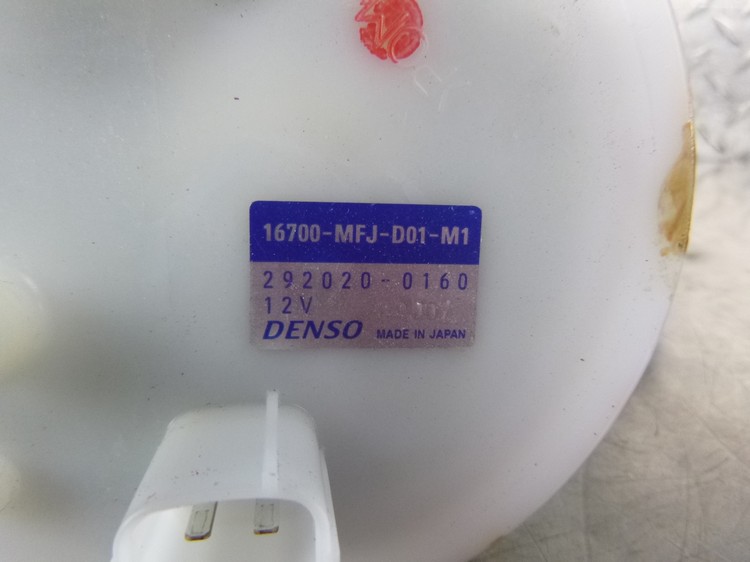 16700-MFJ-D01-M1
292020-0160
12V
DENSO MADE IN JAPAN